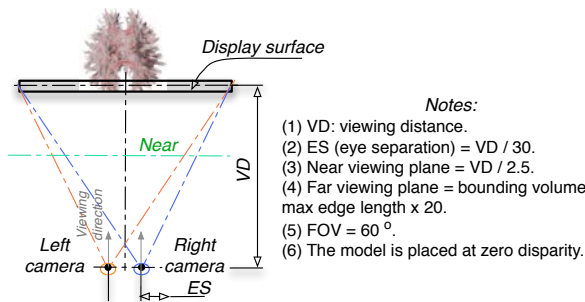 Display surface
Near
VD
Viewing
direction
Left
camera
Right
camera
ES
Notes:
(1) VD: viewing distance.
(2) ES (eye separation) = VD / 30.
(3) Near viewing plane = VD / 2.5.
(4) Far viewing plane = bounding volume
max edge length x 20.
(5) FOV = 60 º.
(6) The model is placed at zero disparity.